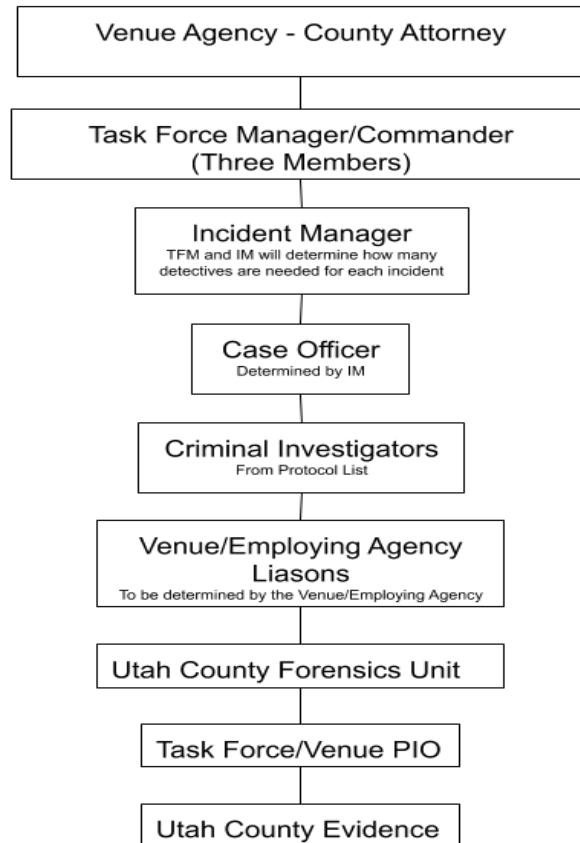 Venue Agency - County Attorney
Task Force Manager/Commander
(Three Members)
Incident Manager
TFM and IM will determine how many
detectives are needed for each incident
Case Officer
Determined by IM
Criminal Investigators
From Protocol List
Venue/Employing Agency
Liasons
To be determined by the Venue/Employing Agency
Utah County Forensics Unit
Task Force/Venue PIO
Utah County Evidence